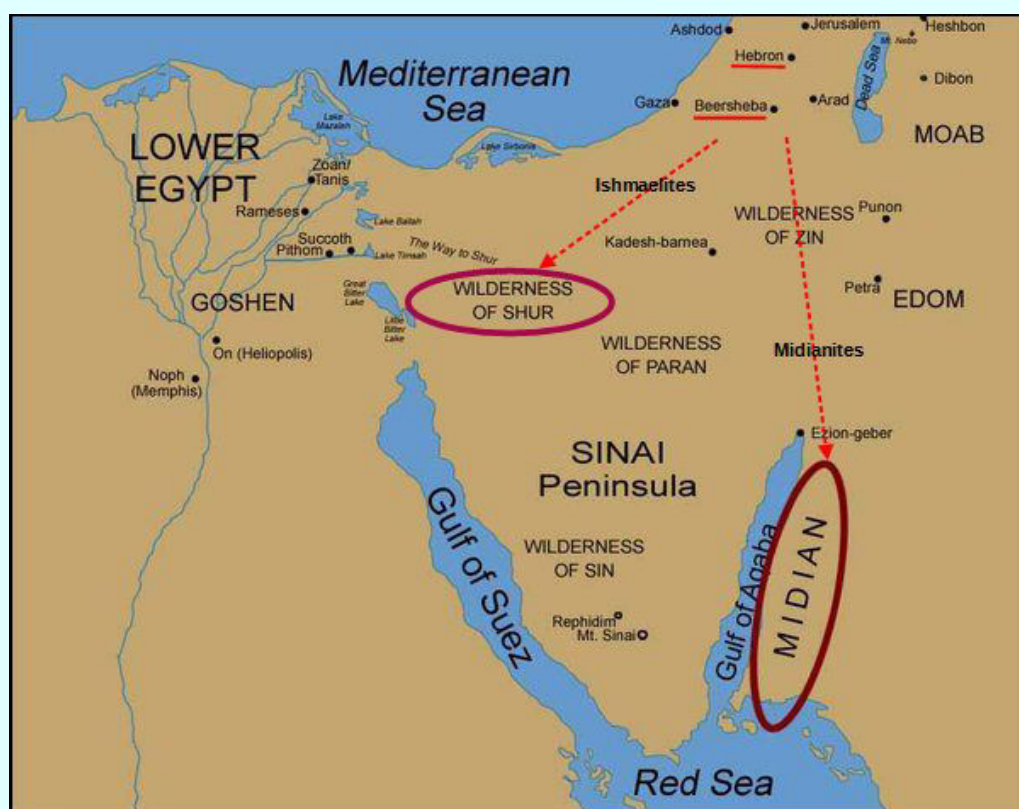 Jerusalem
Heshbon
Ashdod
Mt. Nebo
Mediterranean
Sea
Hebron
Dead Sea
Dibon
Gaza
Beersheba
Arad
MOAB
Lake
Mazalah
LOWER
EGYPT
Lake Sirbonis
Zoan/
Tanis
Ishmaelites
Rameses
Lake Ballah
WILDERNESS
OF ZIN
Punon
Succoth
Pithom
The Way to Shur
Lake Timsah
Kadesh-barnea
GOSHEN
Great
Bitter
Lake
WILDERNESS
OF SHUR
Petra
EDOM
Little
Bitter
Lake
On (Heliopolis)
WILDERNESS
OF PARAN
Midianites
Noph
(Memphis)
Ezion-geber
SINAI
Peninsula
Gulf of Suez
WILDERNESS
OF SIN
Gulf of Aqaba
MIDIAN
Rephidim
Mt. Sinai
Red Sea